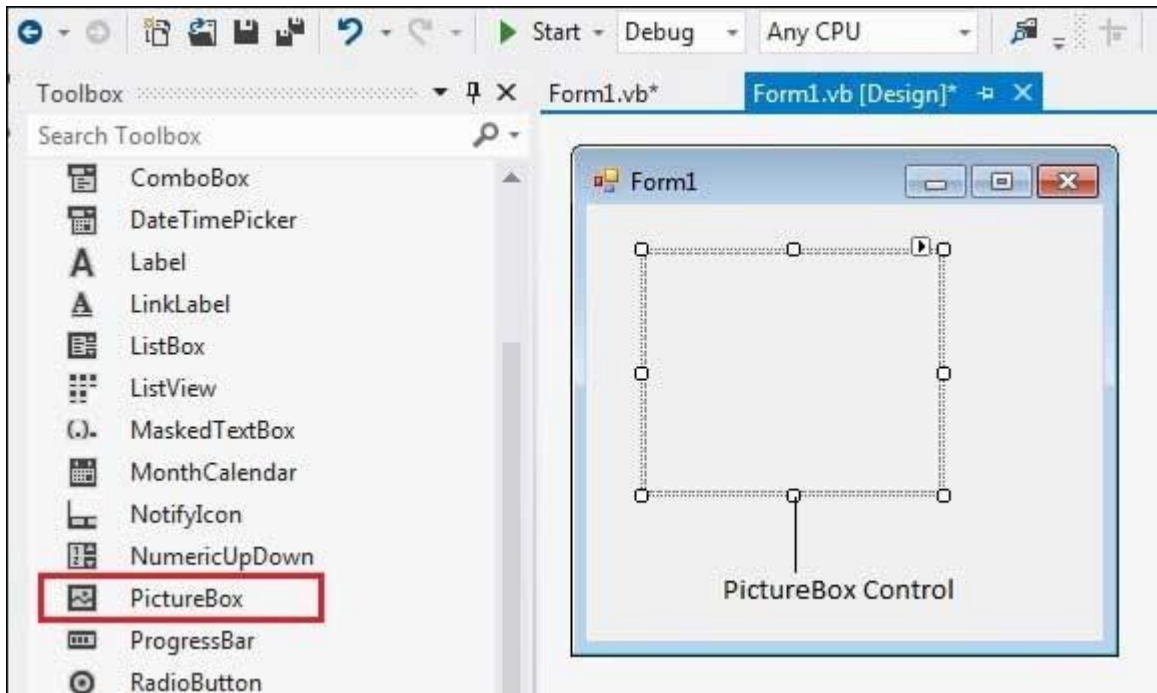 Start Debug Any CPU
Toolbox
Form1.vb*
Form1.vb [Design]*
Search Toolbox
ComboBox
DateTimePicker
A Label
A LinkLabel
ListBox
ListView
(.). MaskedTextBox
MonthCalendar
NotifyIcon
NumericUpDown
PictureBox
ProgressBar
RadioButton
Form1
PictureBox Control